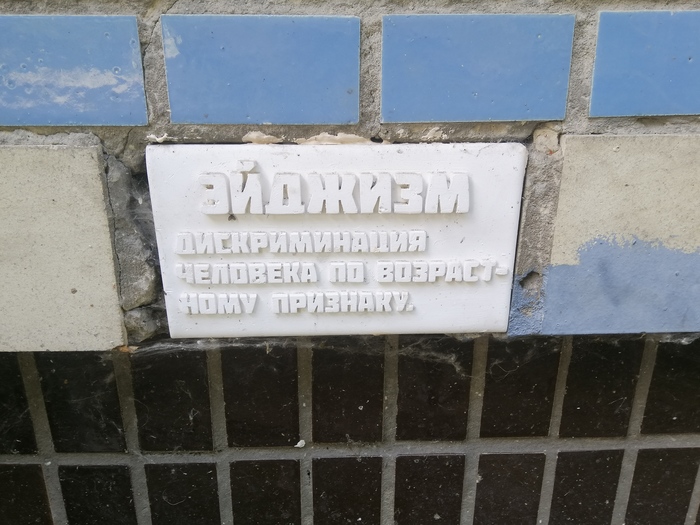 ЭЙДЖИЗМ
ДИСКРИМИНАЦИЯ
ЧЕЛОВЕКА ПО ВОЗРАСТ-
НОМУ ПРИЗНАКУ.